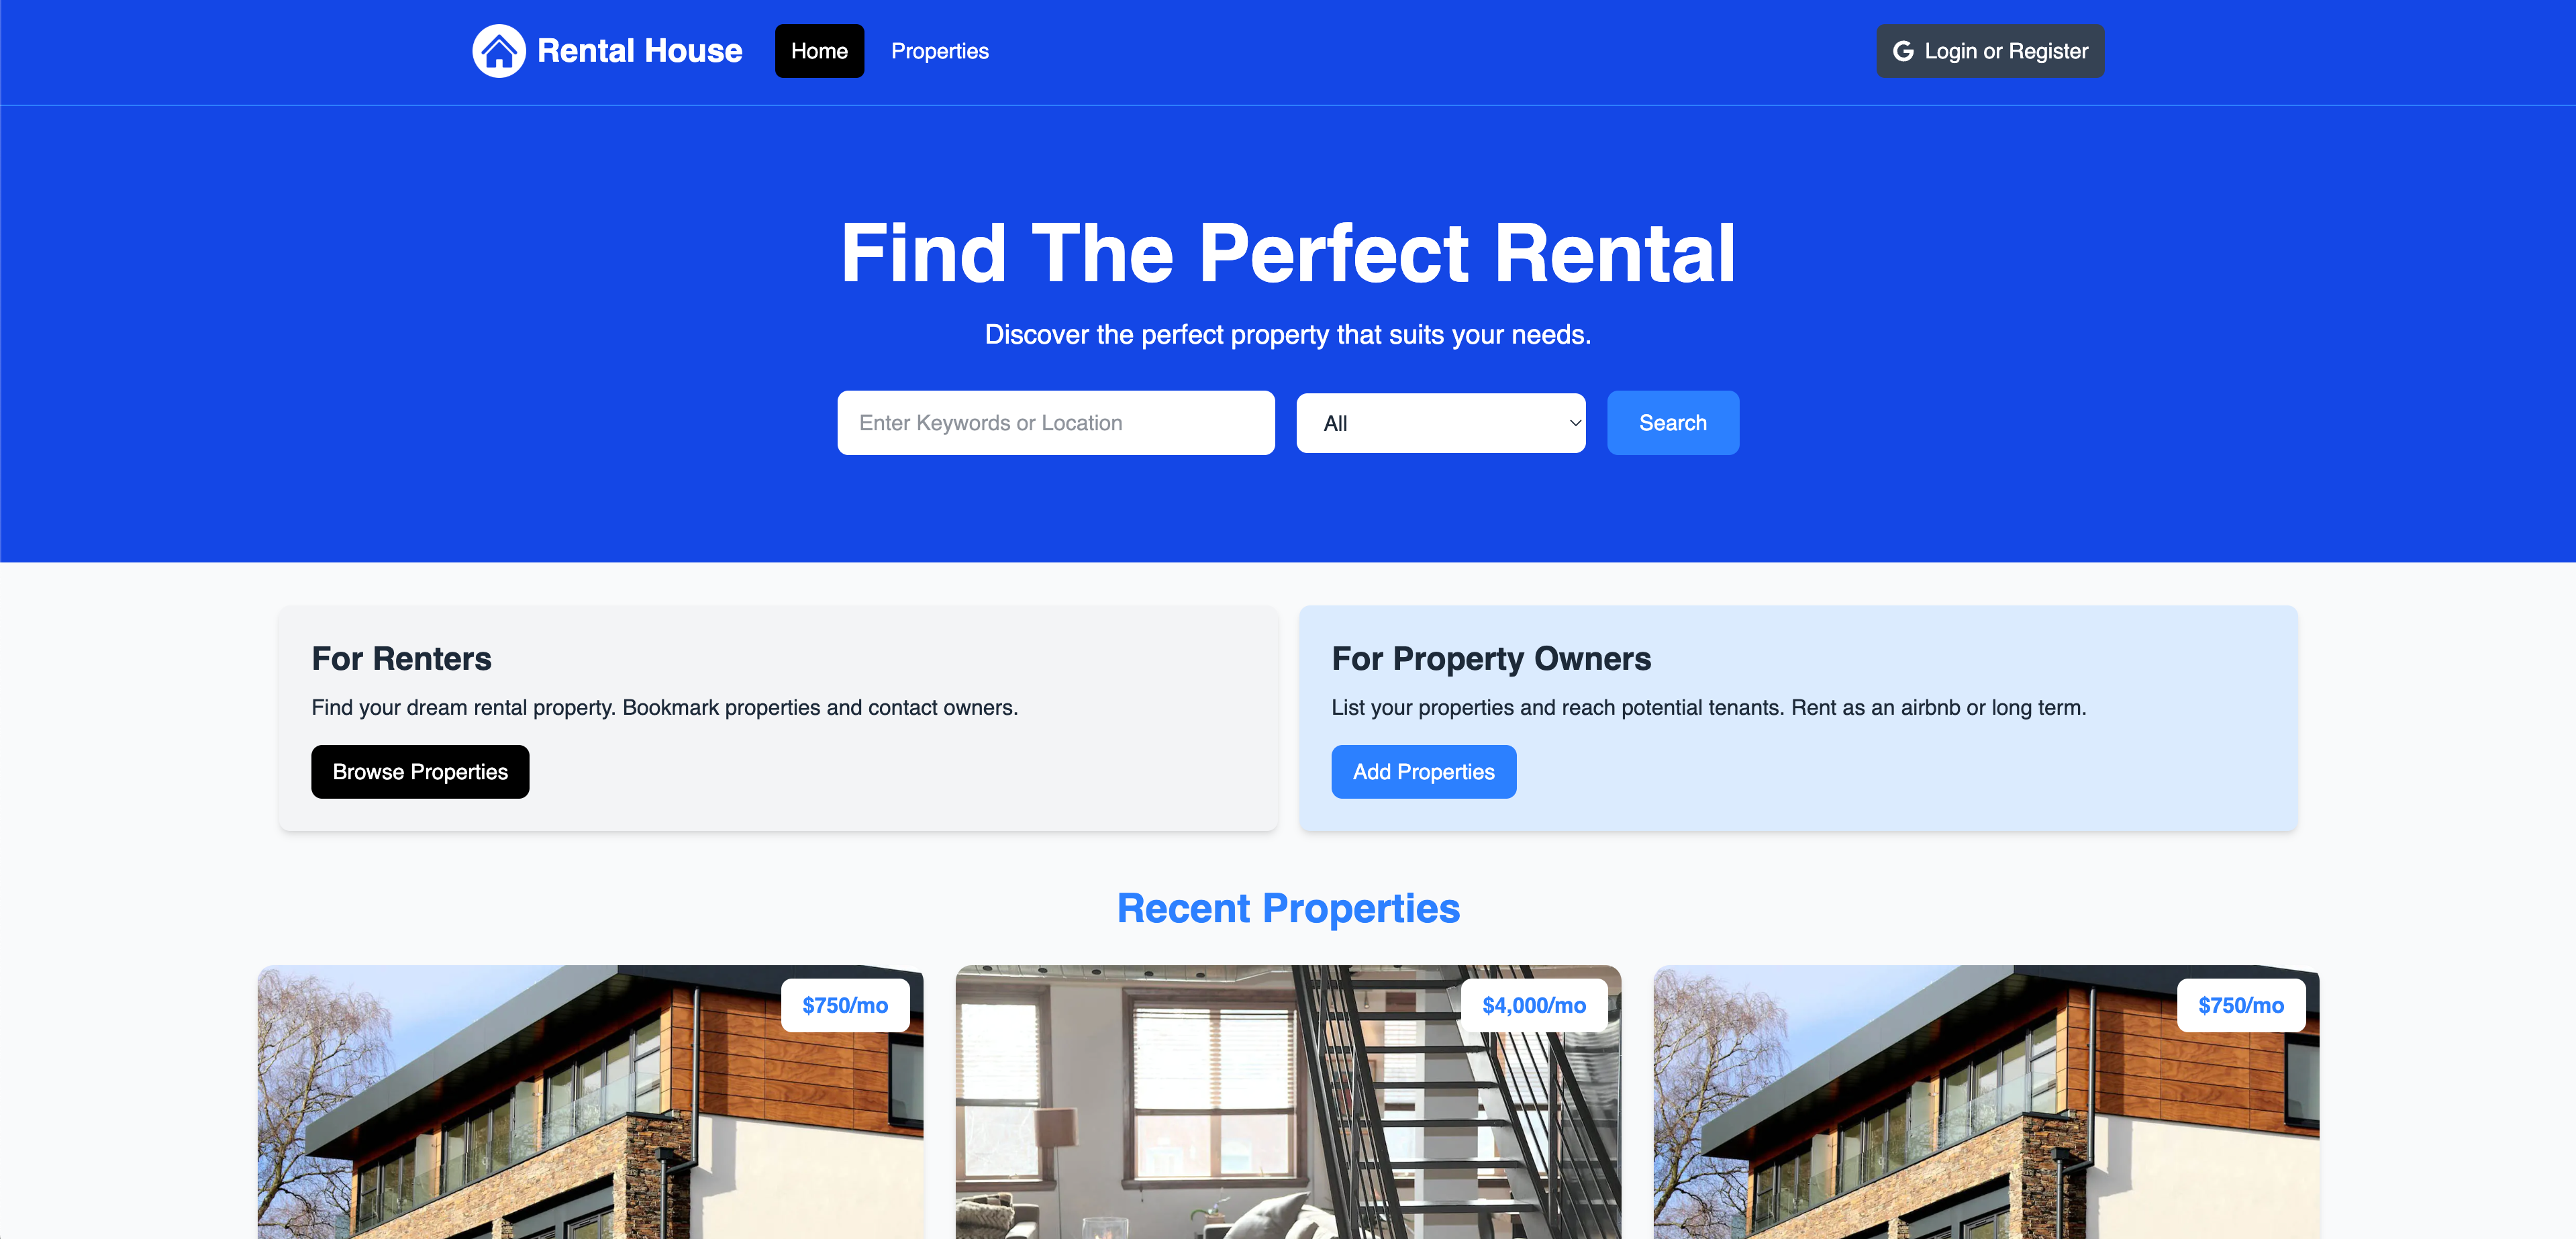 Rental House
Home
Properties
Login or Register
Find The Perfect Rental
Discover the perfect property that suits your needs.
Enter Keywords or Location
All
Search
For Renters
Find your dream rental property. Bookmark properties and contact owners.
Browse Properties
For Property Owners
List your properties and reach potential tenants. Rent as an airbnb or long term.
Add Properties
Recent Properties
$750/mo
$4,000/mo
$750/mo